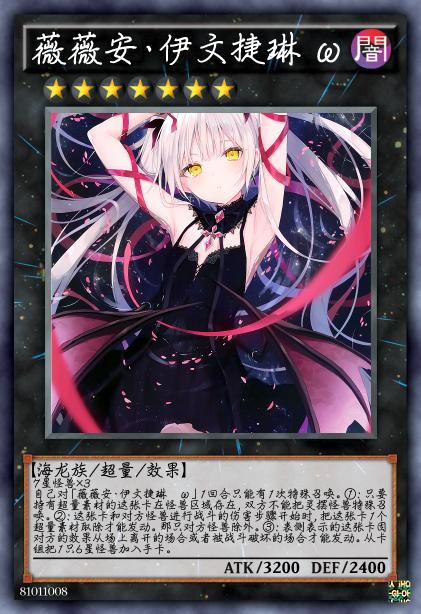 薇薇安·伊文捷琳 ω 闇
【海龙族/超量/效果】
7星怪兽X3
自己对「薇薇安·伊文捷琳 ω」1回合只能有1次特殊召唤。①:只要
持有超量素材的这张卡在怪兽区域存在,双方不能把灵摆怪兽特殊召
唤。②:这张卡和对方怪兽进行战斗的伤害步骤开始时,把这张卡1个
超量素材取除才能发动。那只对方怪兽除外。③:表侧表示的这张卡因
对方的效果从场上离开的场合或者被战斗破坏的场合才能发动。从卡
组把1只6星怪兽加入手卡。
ATK/3200 DEF/2400
81011008